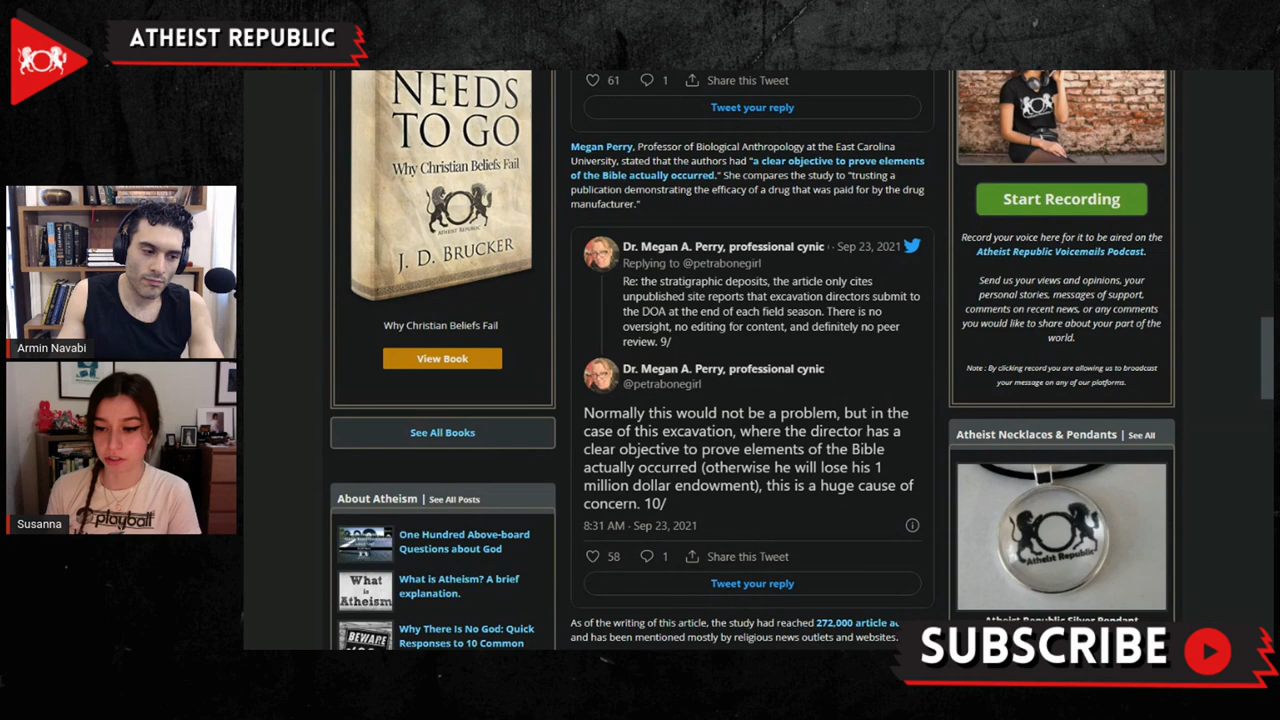 ATHEIST REPUBLIC
Armin Navabi
playball
Susanna
NEEDS
TO GO
Why Christian Beliefs Fail
ATHEIST REPUBLIC
J. D. BRUCKER
Why Christian Beliefs Fail
View Book
See All Books
About Atheism | See All Posts
One Hundred Above-board
Questions about God
What
is
Atheism
What is Atheism? A brief
explanation.
BEWARE
Why There Is No God: Quick
Responses to 10 Common
61 1 Share this Tweet
Tweet your reply
Megan Perry, Professor of Biological Anthropology at the East Carolina
University, stated that the authors had "a clear objective to prove elements
of the Bible actually occurred." She compares the study to "trusting a
publication demonstrating the efficacy of a drug that was paid for by the drug
manufacturer."
Dr. Megan A. Perry, professional cynic · Sep 23, 2021
Replying to @petrabonegirl
Re: the stratigraphic deposits, the article only cites
unpublished site reports that excavation directors submit to
the DOA at the end of each field season. There is no
oversight, no editing for content, and definitely no peer
review. 9/
Dr. Megan A. Perry, professional cynic
@petrabonegirl
Normally this would not be a problem, but in the
case of this excavation, where the director has a
clear objective to prove elements of the Bible
actually occurred (otherwise he will lose his 1
million dollar endowment), this is a huge cause of
concern. 10/
8:31 AM · Sep 23, 2021
58 1 Share this Tweet
Tweet your reply
As of the writing of this article, the study had reached 272,000 article
and has been mentioned mostly by religious news outlets and websites.
Start Recording
Record your voice here for it to be aired on the
Atheist Republic Voicemails Podcast.
Send us your views and opinions, your
personal stories, messages of support,
comments on recent news, or any comments
you would like to share about your part of the
world.
Note : By clicking record you are allowing us to broadcast
your message on any of our platforms.
Atheist Necklaces & Pendants | See All
Atheist Republic
Atheist Republic Silver Pendant
SUBSCRIBE